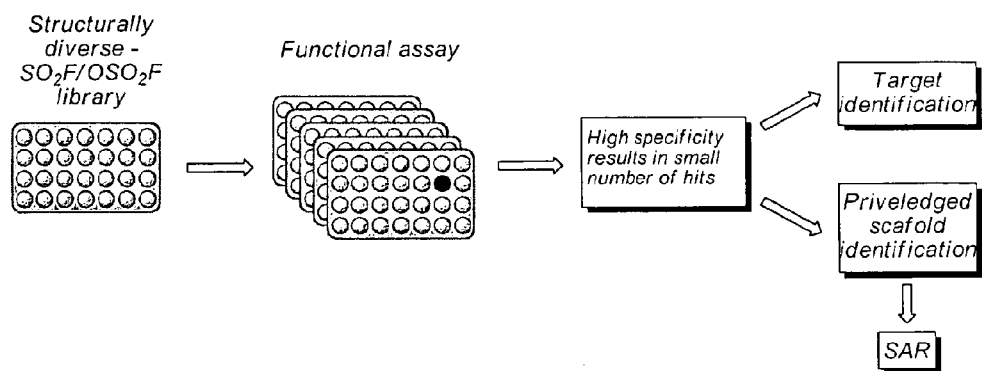 Structurally
diverse -
SO₂F/OSO₂F
library
Functional assay
High specificity
results in small
number of hits
Target
identification
Priveledged
scafold
identification
SAR